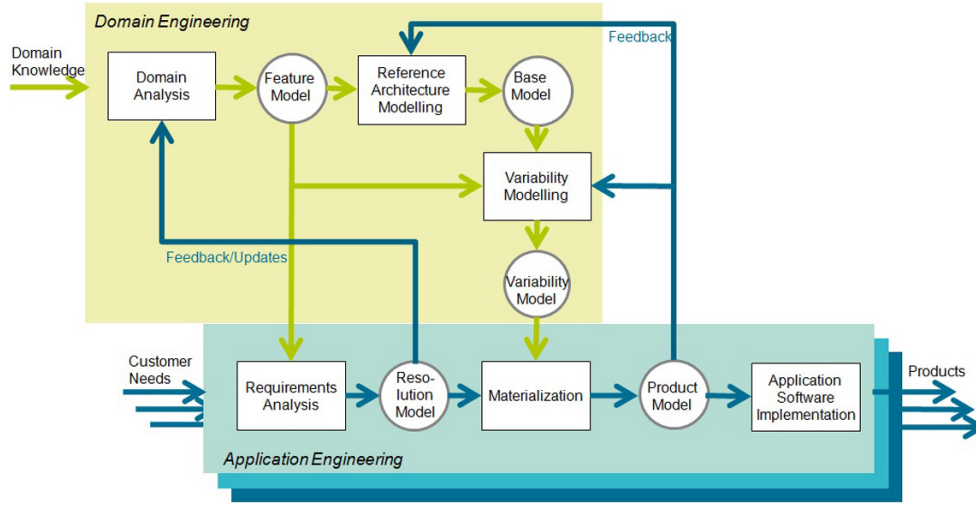 Domain Engineering
Feedback
Domain
Knowledge
Domain
Analysis
Feature
Model
Reference
Architecture
Modelling
Base
Model
Variability
Modelling
Feedback/Updates
Variability
Model
Customer
Needs
Requirements
Analysis
Reso-
lution
Model
Materialization
Product
Model
Application
Software
Implementation
Products
Application Engineering